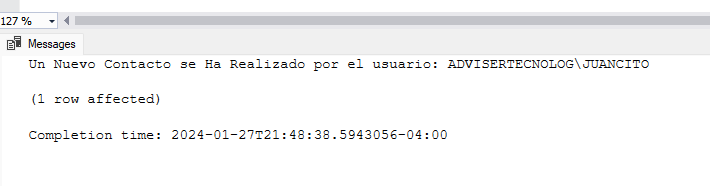 127 %
Messages
Un Nuevo Contacto se Ha Realizado por el usuario: ADVISERTECNOLOG\JUANCITO
(1 row affected)
Completion time: 2024-01-27T21:48:38.5943056-04:00